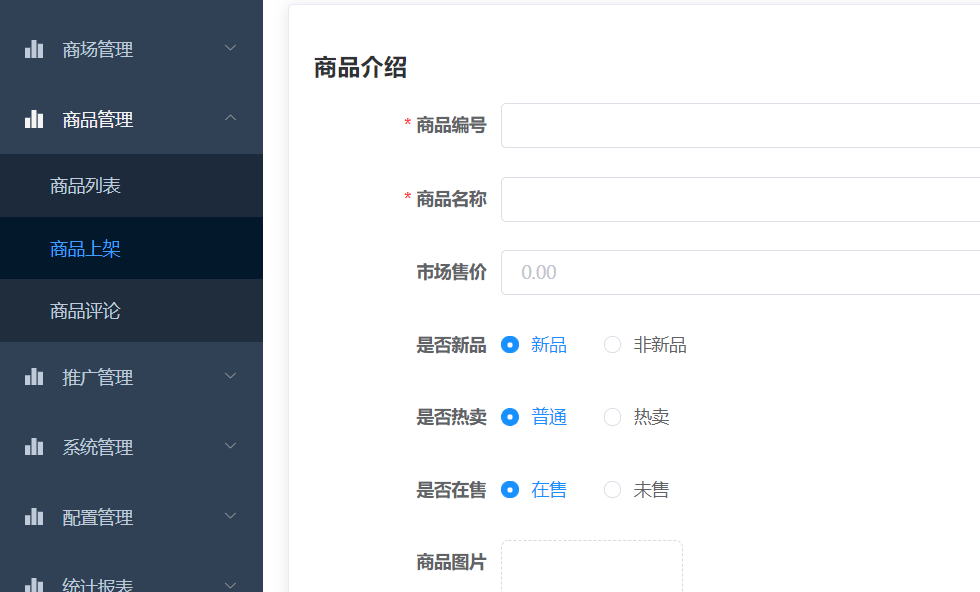 商场管理
商品管理
商品列表
商品上架
商品评论
推广管理
系统管理
配置管理
统计报表
商品介绍
* 商品编号
* 商品名称
市场售价 0.00
是否新品 新品 非新品
是否热卖 普通 热卖
是否在售 在售 未售
商品图片